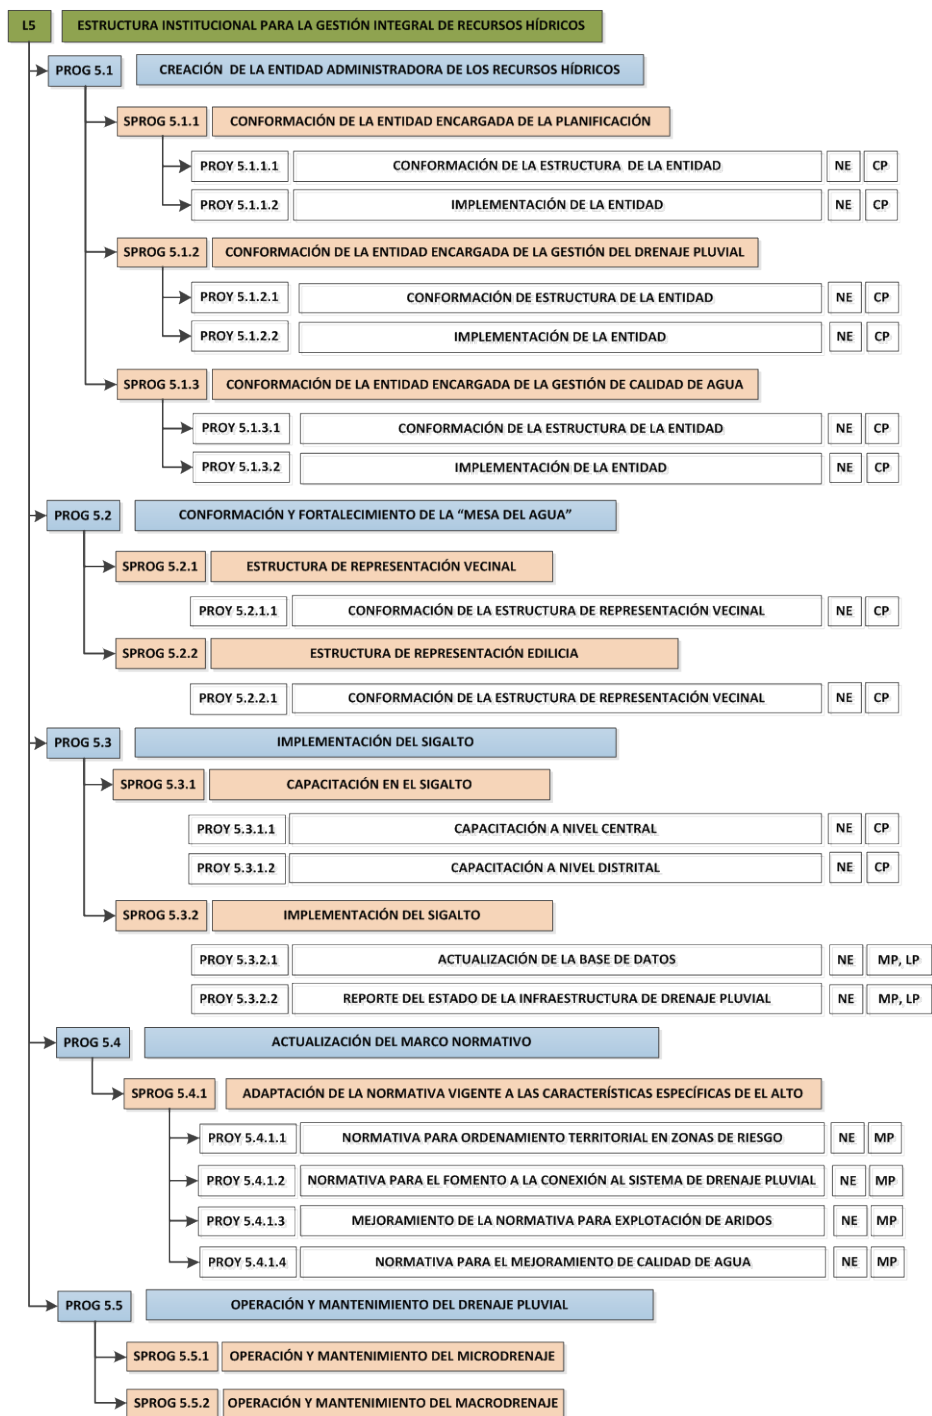 L5 ESTRUCTURA INSTITUCIONAL PARA LA GESTIÓN INTEGRAL DE RECURSOS HÍDRICOS
PROG 5.1 CREACIÓN DE LA ENTIDAD ADMINISTRADORA DE LOS RECURSOS HÍDRICOS
SPROG 5.1.1 CONFORMACIÓN DE LA ENTIDAD ENCARGADA DE LA PLANIFICACIÓN
PROY 5.1.1.1 CONFORMACIÓN DE LA ESTRUCTURA DE LA ENTIDAD NE CP
PROY 5.1.1.2 IMPLEMENTACIÓN DE LA ENTIDAD NE CP
SPROG 5.1.2 CONFORMACIÓN DE LA ENTIDAD ENCARGADA DE LA GESTIÓN DEL DRENAJE PLUVIAL
PROY 5.1.2.1 CONFORMACIÓN DE ESTRUCTURA DE LA ENTIDAD NE CP
PROY 5.1.2.2 IMPLEMENTACIÓN DE LA ENTIDAD NE CP
SPROG 5.1.3 CONFORMACIÓN DE LA ENTIDAD ENCARGADA DE LA GESTIÓN DE CALIDAD DE AGUA
PROY 5.1.3.1 CONFORMACIÓN DE LA ESTRUCTURA DE LA ENTIDAD NE CP
PROY 5.1.3.2 IMPLEMENTACIÓN DE LA ENTIDAD NE CP
PROG 5.2 CONFORMACIÓN Y FORTALECIMIENTO DE LA “MESA DEL AGUA”
SPROG 5.2.1 ESTRUCTURA DE REPRESENTACIÓN VECINAL
PROY 5.2.1.1 CONFORMACIÓN DE LA ESTRUCTURA DE REPRESENTACIÓN VECINAL NE CP
SPROG 5.2.2 ESTRUCTURA DE REPRESENTACIÓN EDILICIA
PROY 5.2.2.1 CONFORMACIÓN DE LA ESTRUCTURA DE REPRESENTACIÓN VECINAL NE CP
PROG 5.3 IMPLEMENTACIÓN DEL SIGALTO
SPROG 5.3.1 CAPACITACIÓN EN EL SIGALTO
PROY 5.3.1.1 CAPACITACIÓN A NIVEL CENTRAL NE CP
PROY 5.3.1.2 CAPACITACIÓN A NIVEL DISTRITAL NE CP
SPROG 5.3.2 IMPLEMENTACIÓN DEL SIGALTO
PROY 5.3.2.1 ACTUALIZACIÓN DE LA BASE DE DATOS NE MP, LP
PROY 5.3.2.2 REPORTE DEL ESTADO DE LA INFRAESTRUCTURA DE DRENAJE PLUVIAL NE MP, LP
PROG 5.4 ACTUALIZACIÓN DEL MARCO NORMATIVO
SPROG 5.4.1 ADAPTACIÓN DE LA NORMATIVA VIGENTE A LAS CARACTERÍSTICAS ESPECÍFICAS DE EL ALTO
PROY 5.4.1.1 NORMATIVA PARA ORDENAMIENTO TERRITORIAL EN ZONAS DE RIESGO NE MP
PROY 5.4.1.2 NORMATIVA PARA EL FOMENTO A LA CONEXIÓN AL SISTEMA DE DRENAJE PLUVIAL NE MP
PROY 5.4.1.3 MEJORAMIENTO DE LA NORMATIVA PARA EXPLOTACIÓN DE ARIDOS NE MP
PROY 5.4.1.4 NORMATIVA PARA EL MEJORAMIENTO DE CALIDAD DE AGUA NE MP
PROG 5.5 OPERACIÓN Y MANTENIMIENTO DEL DRENAJE PLUVIAL
SPROG 5.5.1 OPERACIÓN Y MANTENIMIENTO DEL MICRODRENAJE
SPROG 5.5.2 OPERACIÓN Y MANTENIMIENTO DEL MACRODRENAJE